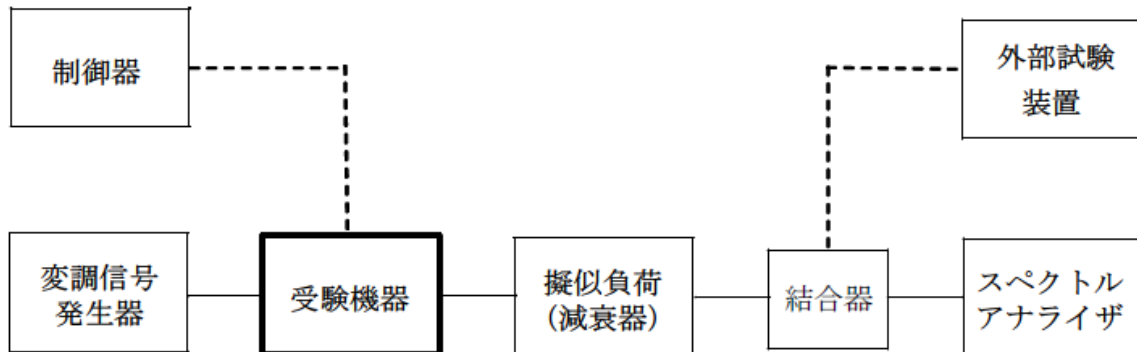 制御器
外部試験
装置
変調信号
発生器
受験機器
擬似負荷
(減衰器)
結合器
スペクトル
アナライザ